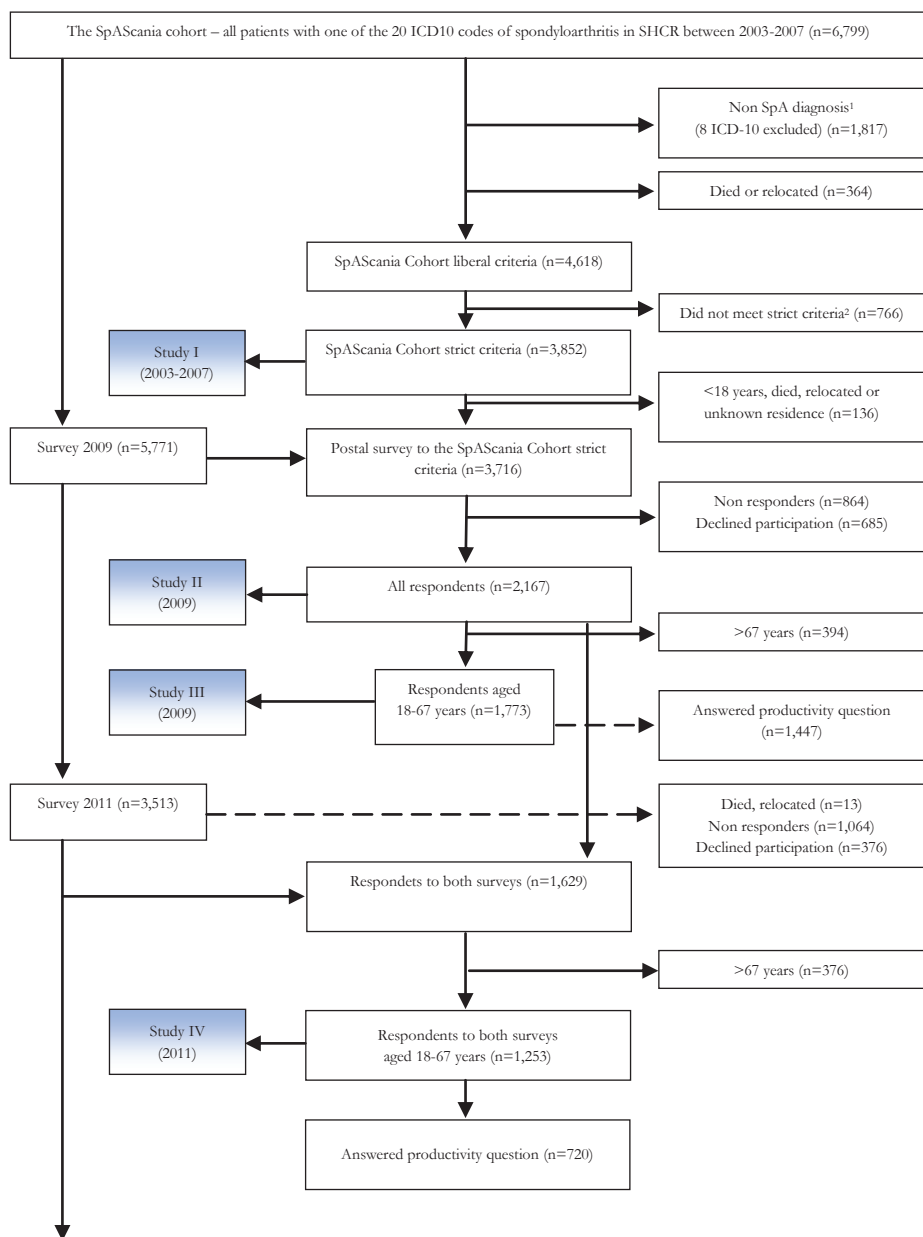 The SpAScania cohort – all patients with one of the 20 ICD10 codes of spondyloarthritis in SHCR between 2003-2007 (n=6,799)
Non SpA diagnosis¹
(8 ICD-10 excluded) (n=1,817)
Died or relocated (n=364)
SpAScania Cohort liberal criteria (n=4,618)
Did not meet strict criteria² (n=766)
Study I
(2003-2007)
SpAScania Cohort strict criteria (n=3,852)
<18 years, died, relocated or
unknown residence (n=136)
Survey 2009 (n=5,771)
Postal survey to the SpAScania Cohort strict
criteria (n=3,716)
Non responders (n=864)
Declined participation (n=685)
Study II
(2009)
All respondents (n=2,167)
>67 years (n=394)
Study III
(2009)
Respondents aged
18-67 years (n=1,773)
Answered productivity question
(n=1,447)
Survey 2011 (n=3,513)
Died, relocated (n=13)
Non responders (n=1,064)
Declined participation (n=376)
Respondets to both surveys (n=1,629)
>67 years (n=376)
Study IV
(2011)
Respondents to both surveys
aged 18-67 years (n=1,253)
Answered productivity question (n=720)